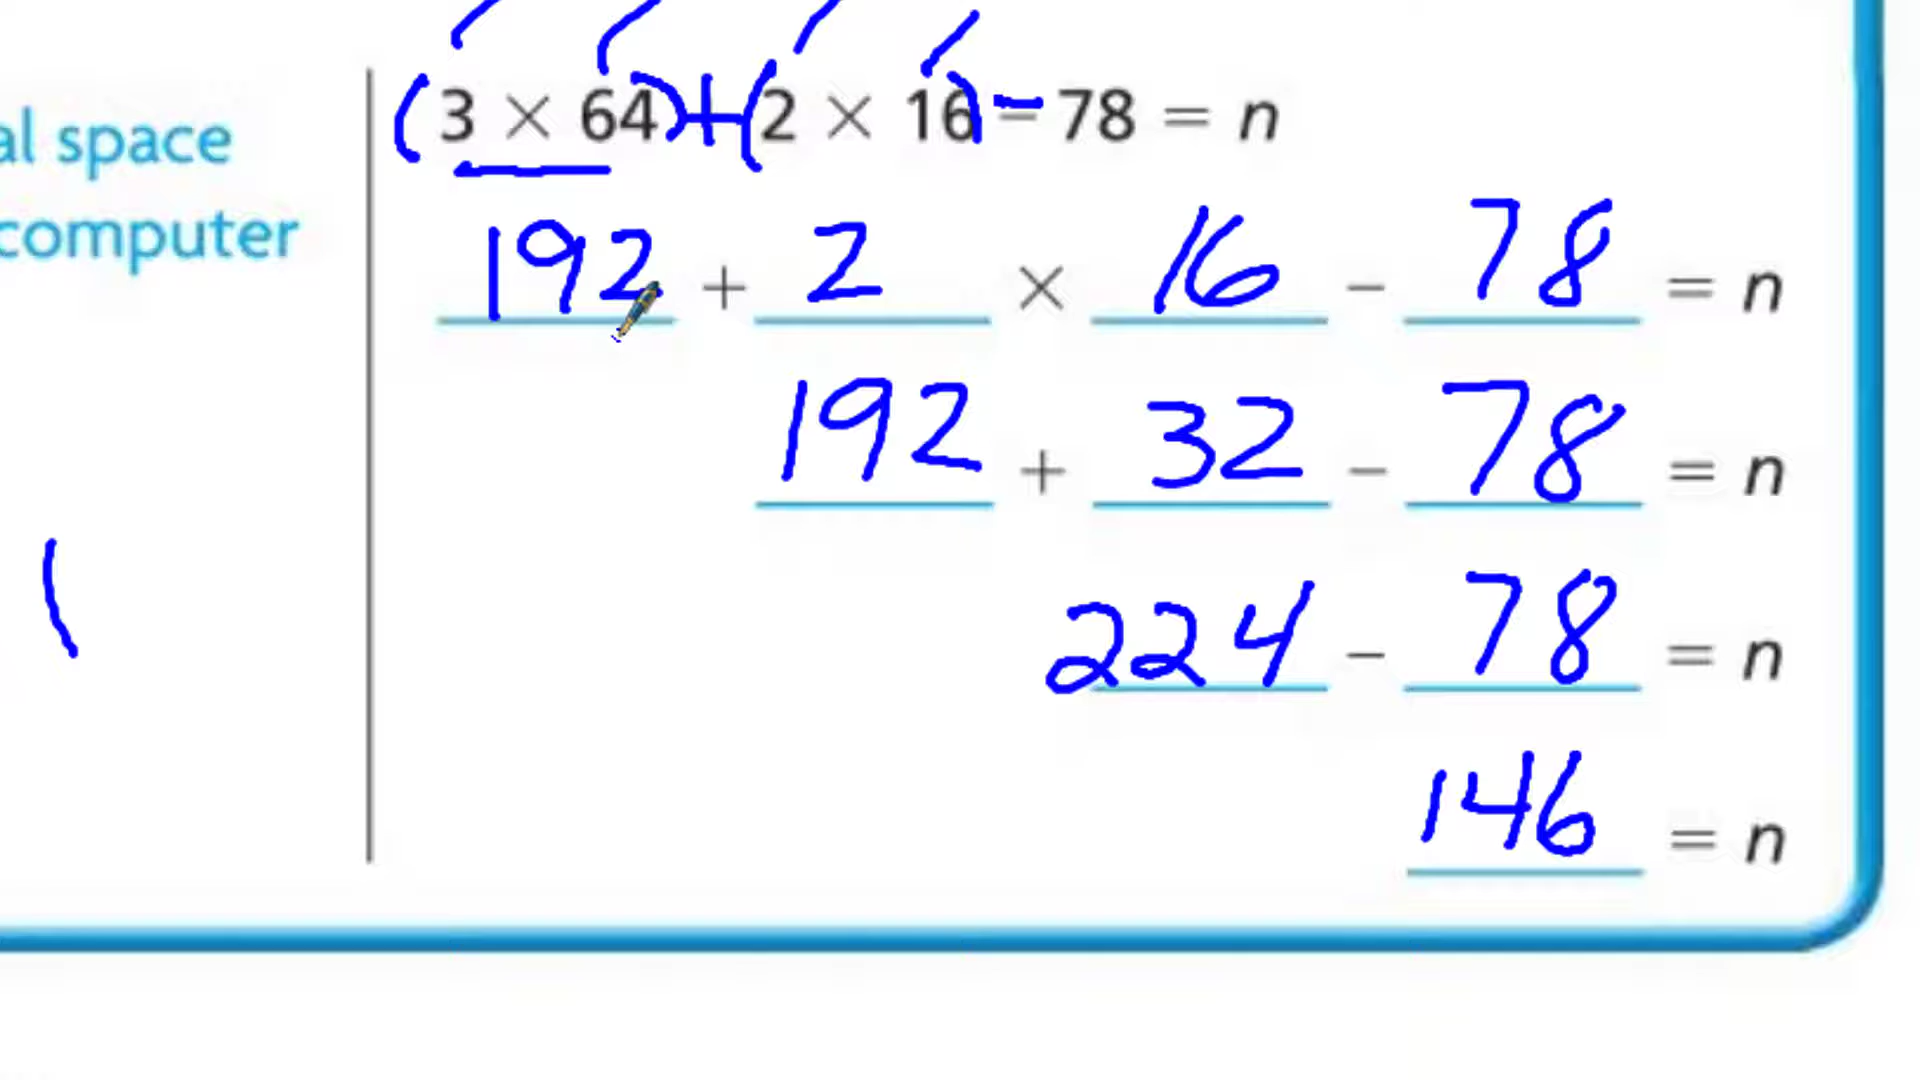 (3 × 64) + (2 × 16) - 78 = n
al space
computer
192 + 2 × 16 - 78 = n
192 + 32 - 78 = n
224 - 78 = n
146 = n